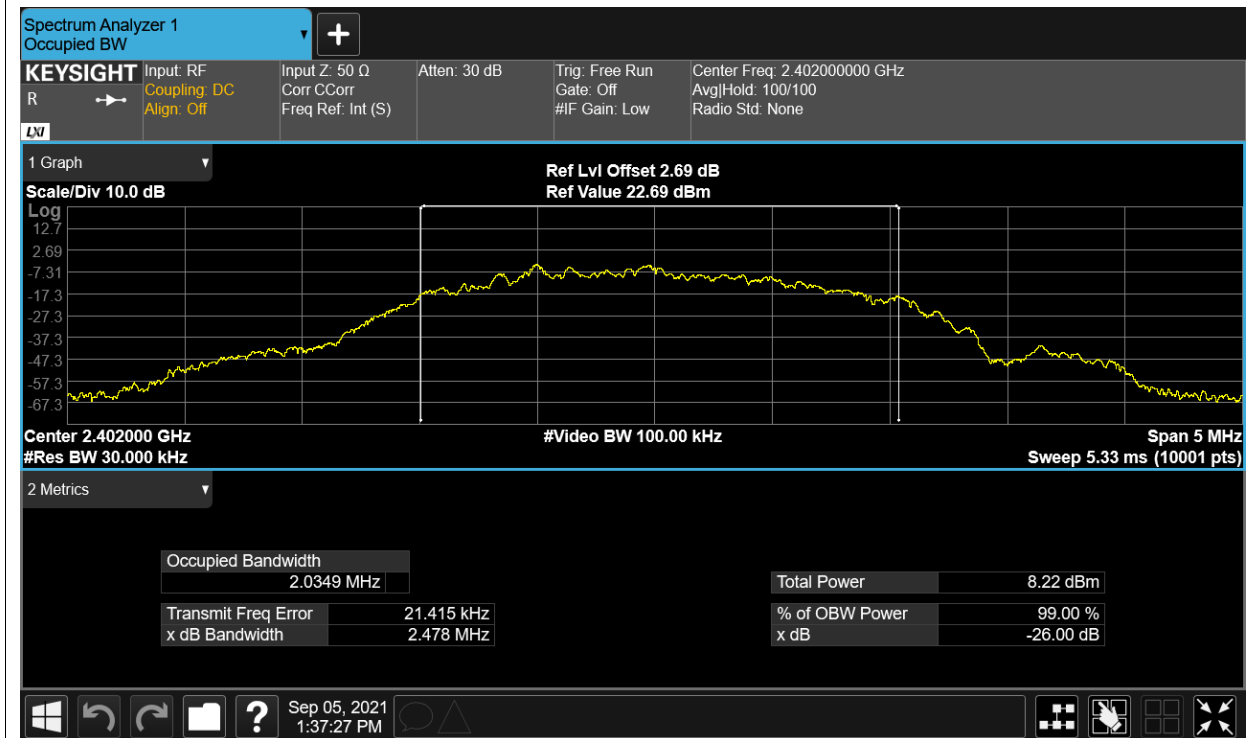 Spectrum Analyzer 1
Occupied BW
KEYSIGHT
R
LXI
Input: RF
Coupling: DC
Align: Off
Input Z: 50 Ω
Corr CCorr
Freq Ref: Int (S)
Atten: 30 dB
Trig: Free Run
Gate: Off
#IF Gain: Low
Center Freq: 2.402000000 GHz
Avg|Hold: 100/100
Radio Std: None
1 Graph
Scale/Div 10.0 dB
Ref Lvl Offset 2.69 dB
Ref Value 22.69 dBm
Log
12.7
2.69
-7.31
-17.3
-27.3
-37.3
-47.3
-57.3
-67.3
Center 2.402000 GHz
#Video BW 100.00 kHz
Span 5 MHz
#Res BW 30.000 kHz
Sweep 5.33 ms (10001 pts)
2 Metrics
Occupied Bandwidth
2.0349 MHz
Total Power 8.22 dBm
Transmit Freq Error 21.415 kHz
% of OBW Power 99.00 %
x dB Bandwidth 2.478 MHz
x dB -26.00 dB
?
Sep 05, 2021
1:37:27 PM